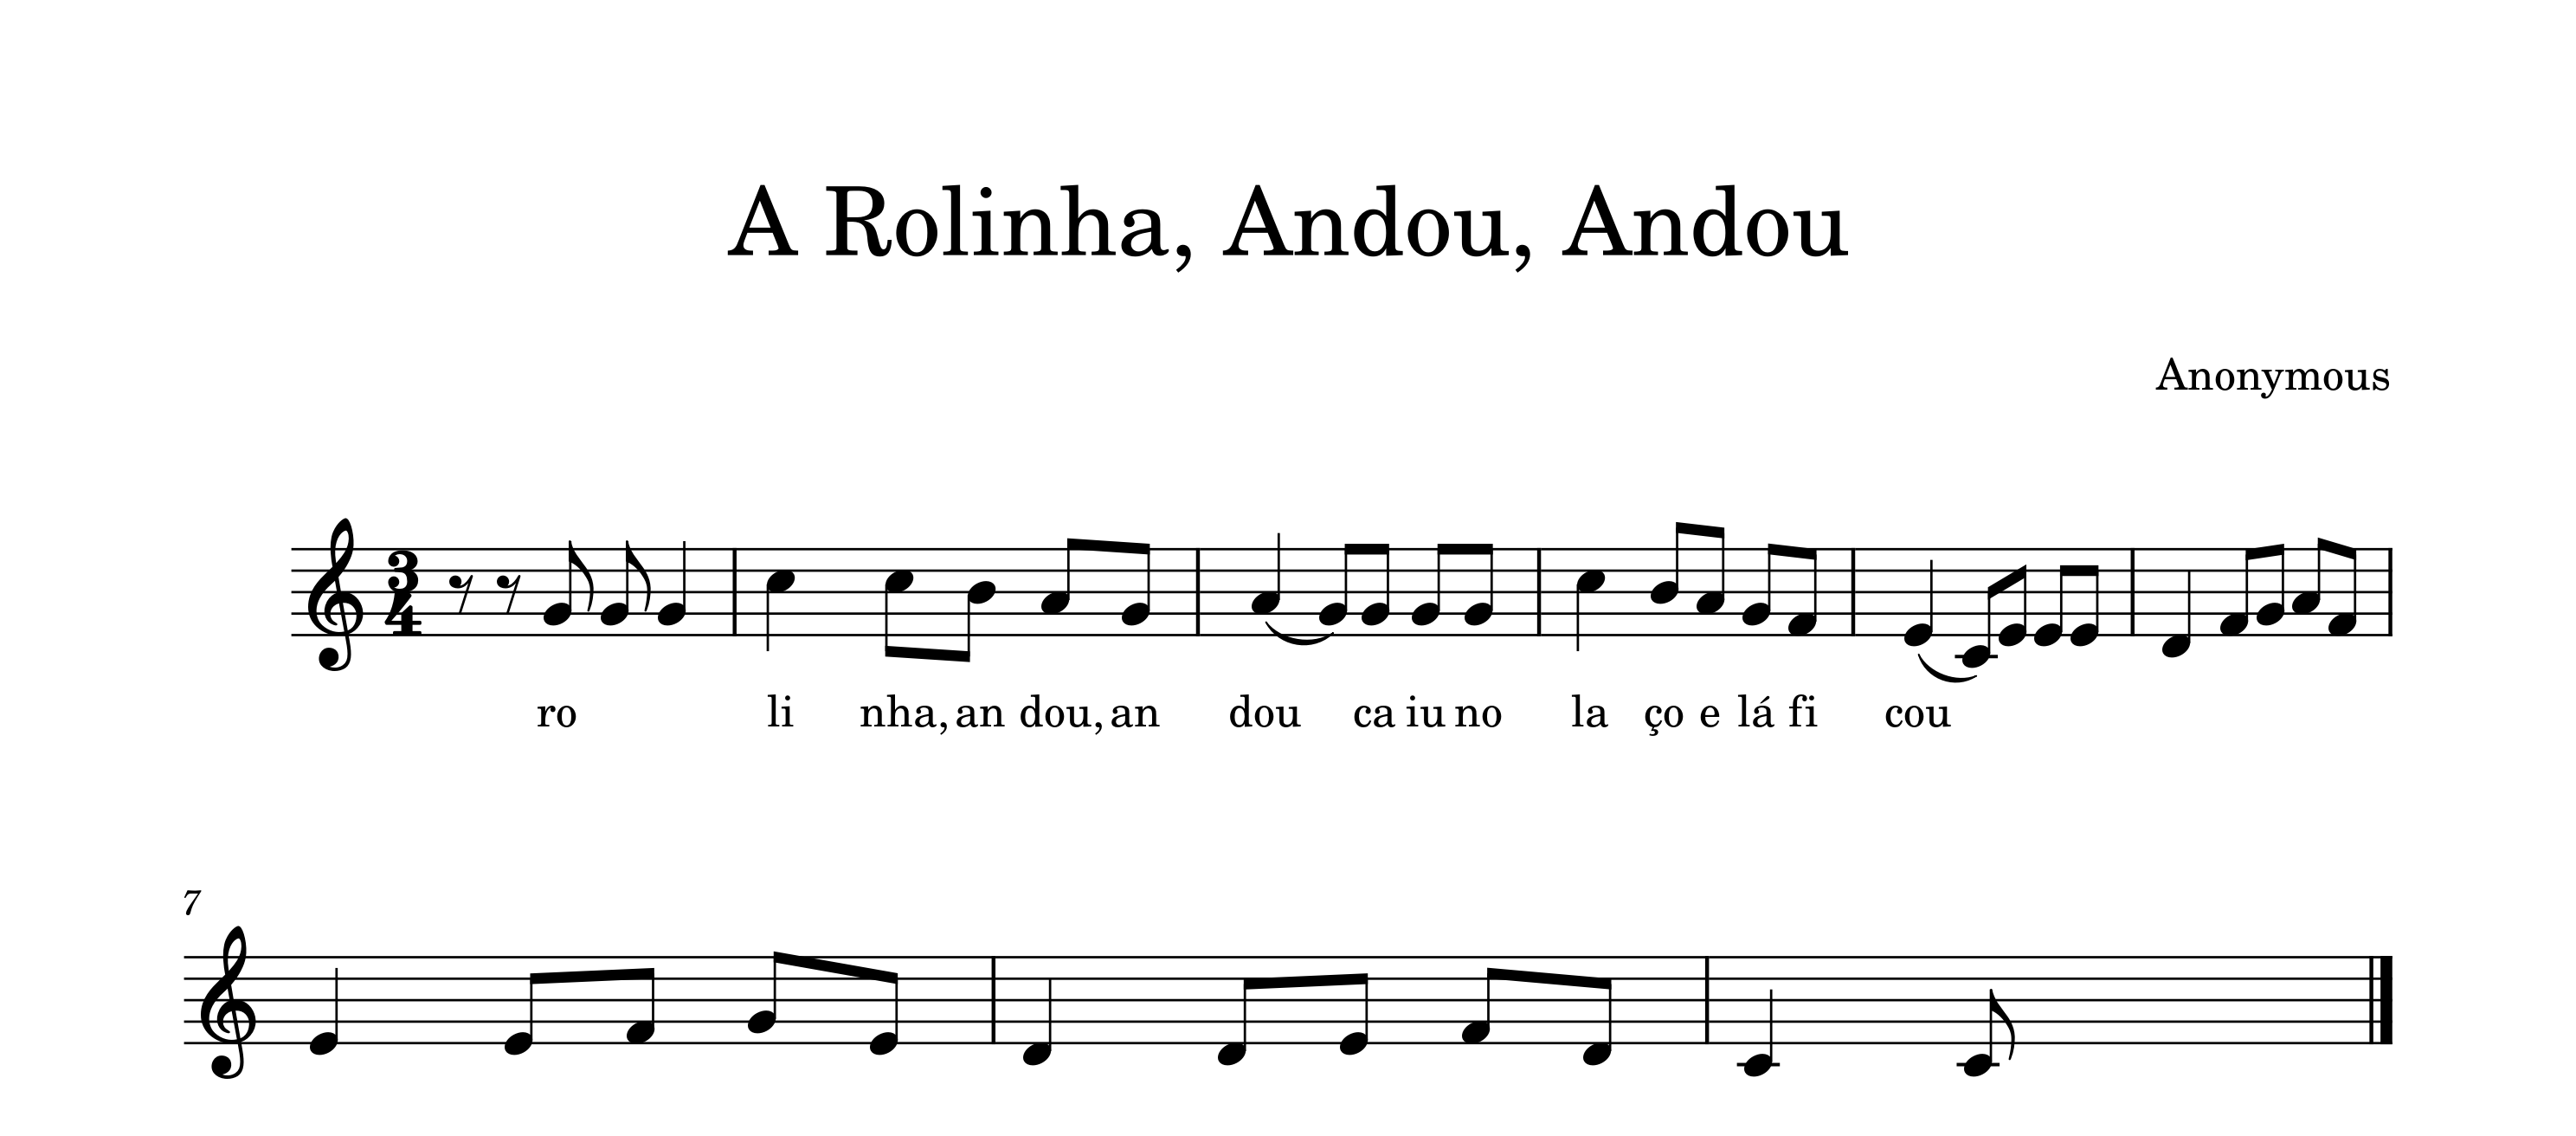 A Rolinha, Andou, Andou
Anonymous
3
4
ro li nha, an dou, an dou ca iu no la ço e lá fi cou
7